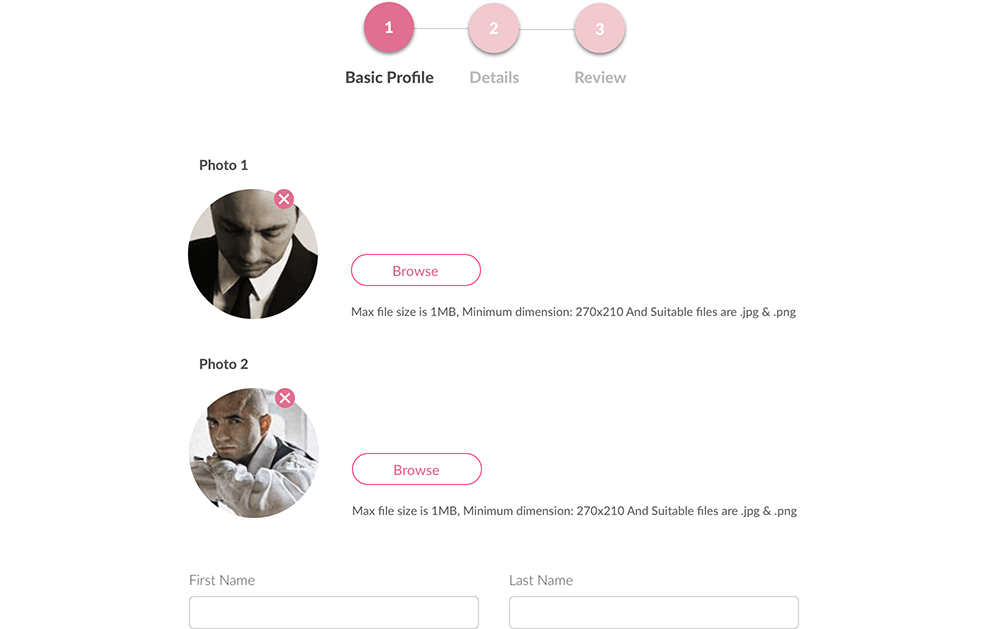 1 2 3
Basic Profile Details Review
Photo 1
Browse
Max file size is 1MB, Minimum dimension: 270x210 And Suitable files are .jpg & .png
Photo 2
Browse
Max file size is 1MB, Minimum dimension: 270x210 And Suitable files are .jpg & .png
First Name Last Name